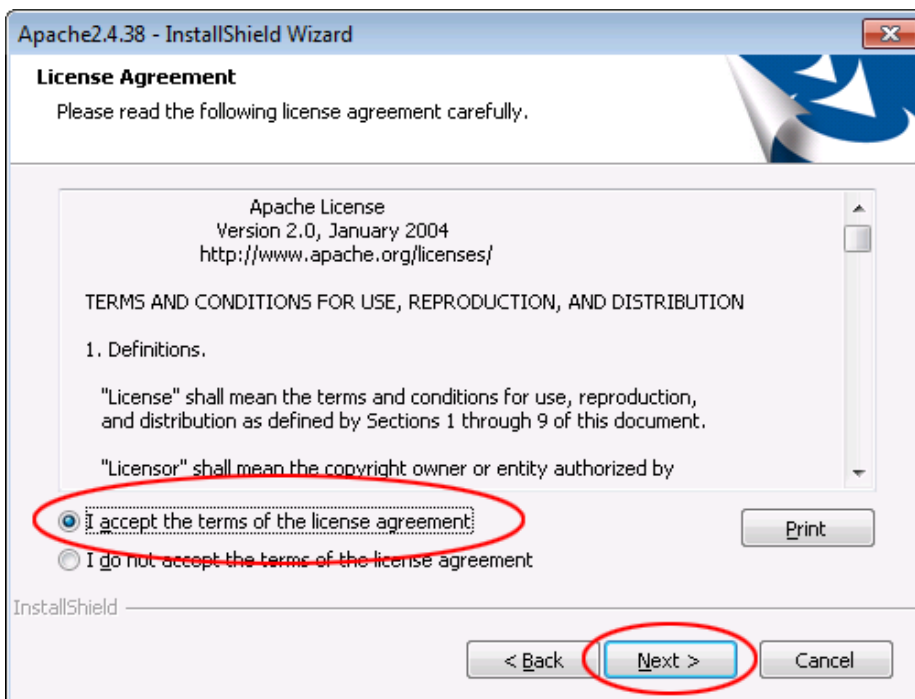 Apache2.4.38 - InstallShield Wizard
License Agreement
Please read the following license agreement carefully.
Apache License
Version 2.0, January 2004
http://www.apache.org/licenses/
TERMS AND CONDITIONS FOR USE, REPRODUCTION, AND DISTRIBUTION
1. Definitions.
"License" shall mean the terms and conditions for use, reproduction,
and distribution as defined by Sections 1 through 9 of this document.
"Licensor" shall mean the copyright owner or entity authorized by
I accept the terms of the license agreement
Print
I do not accept the terms of the license agreement
InstallShield
< Back Next > Cancel